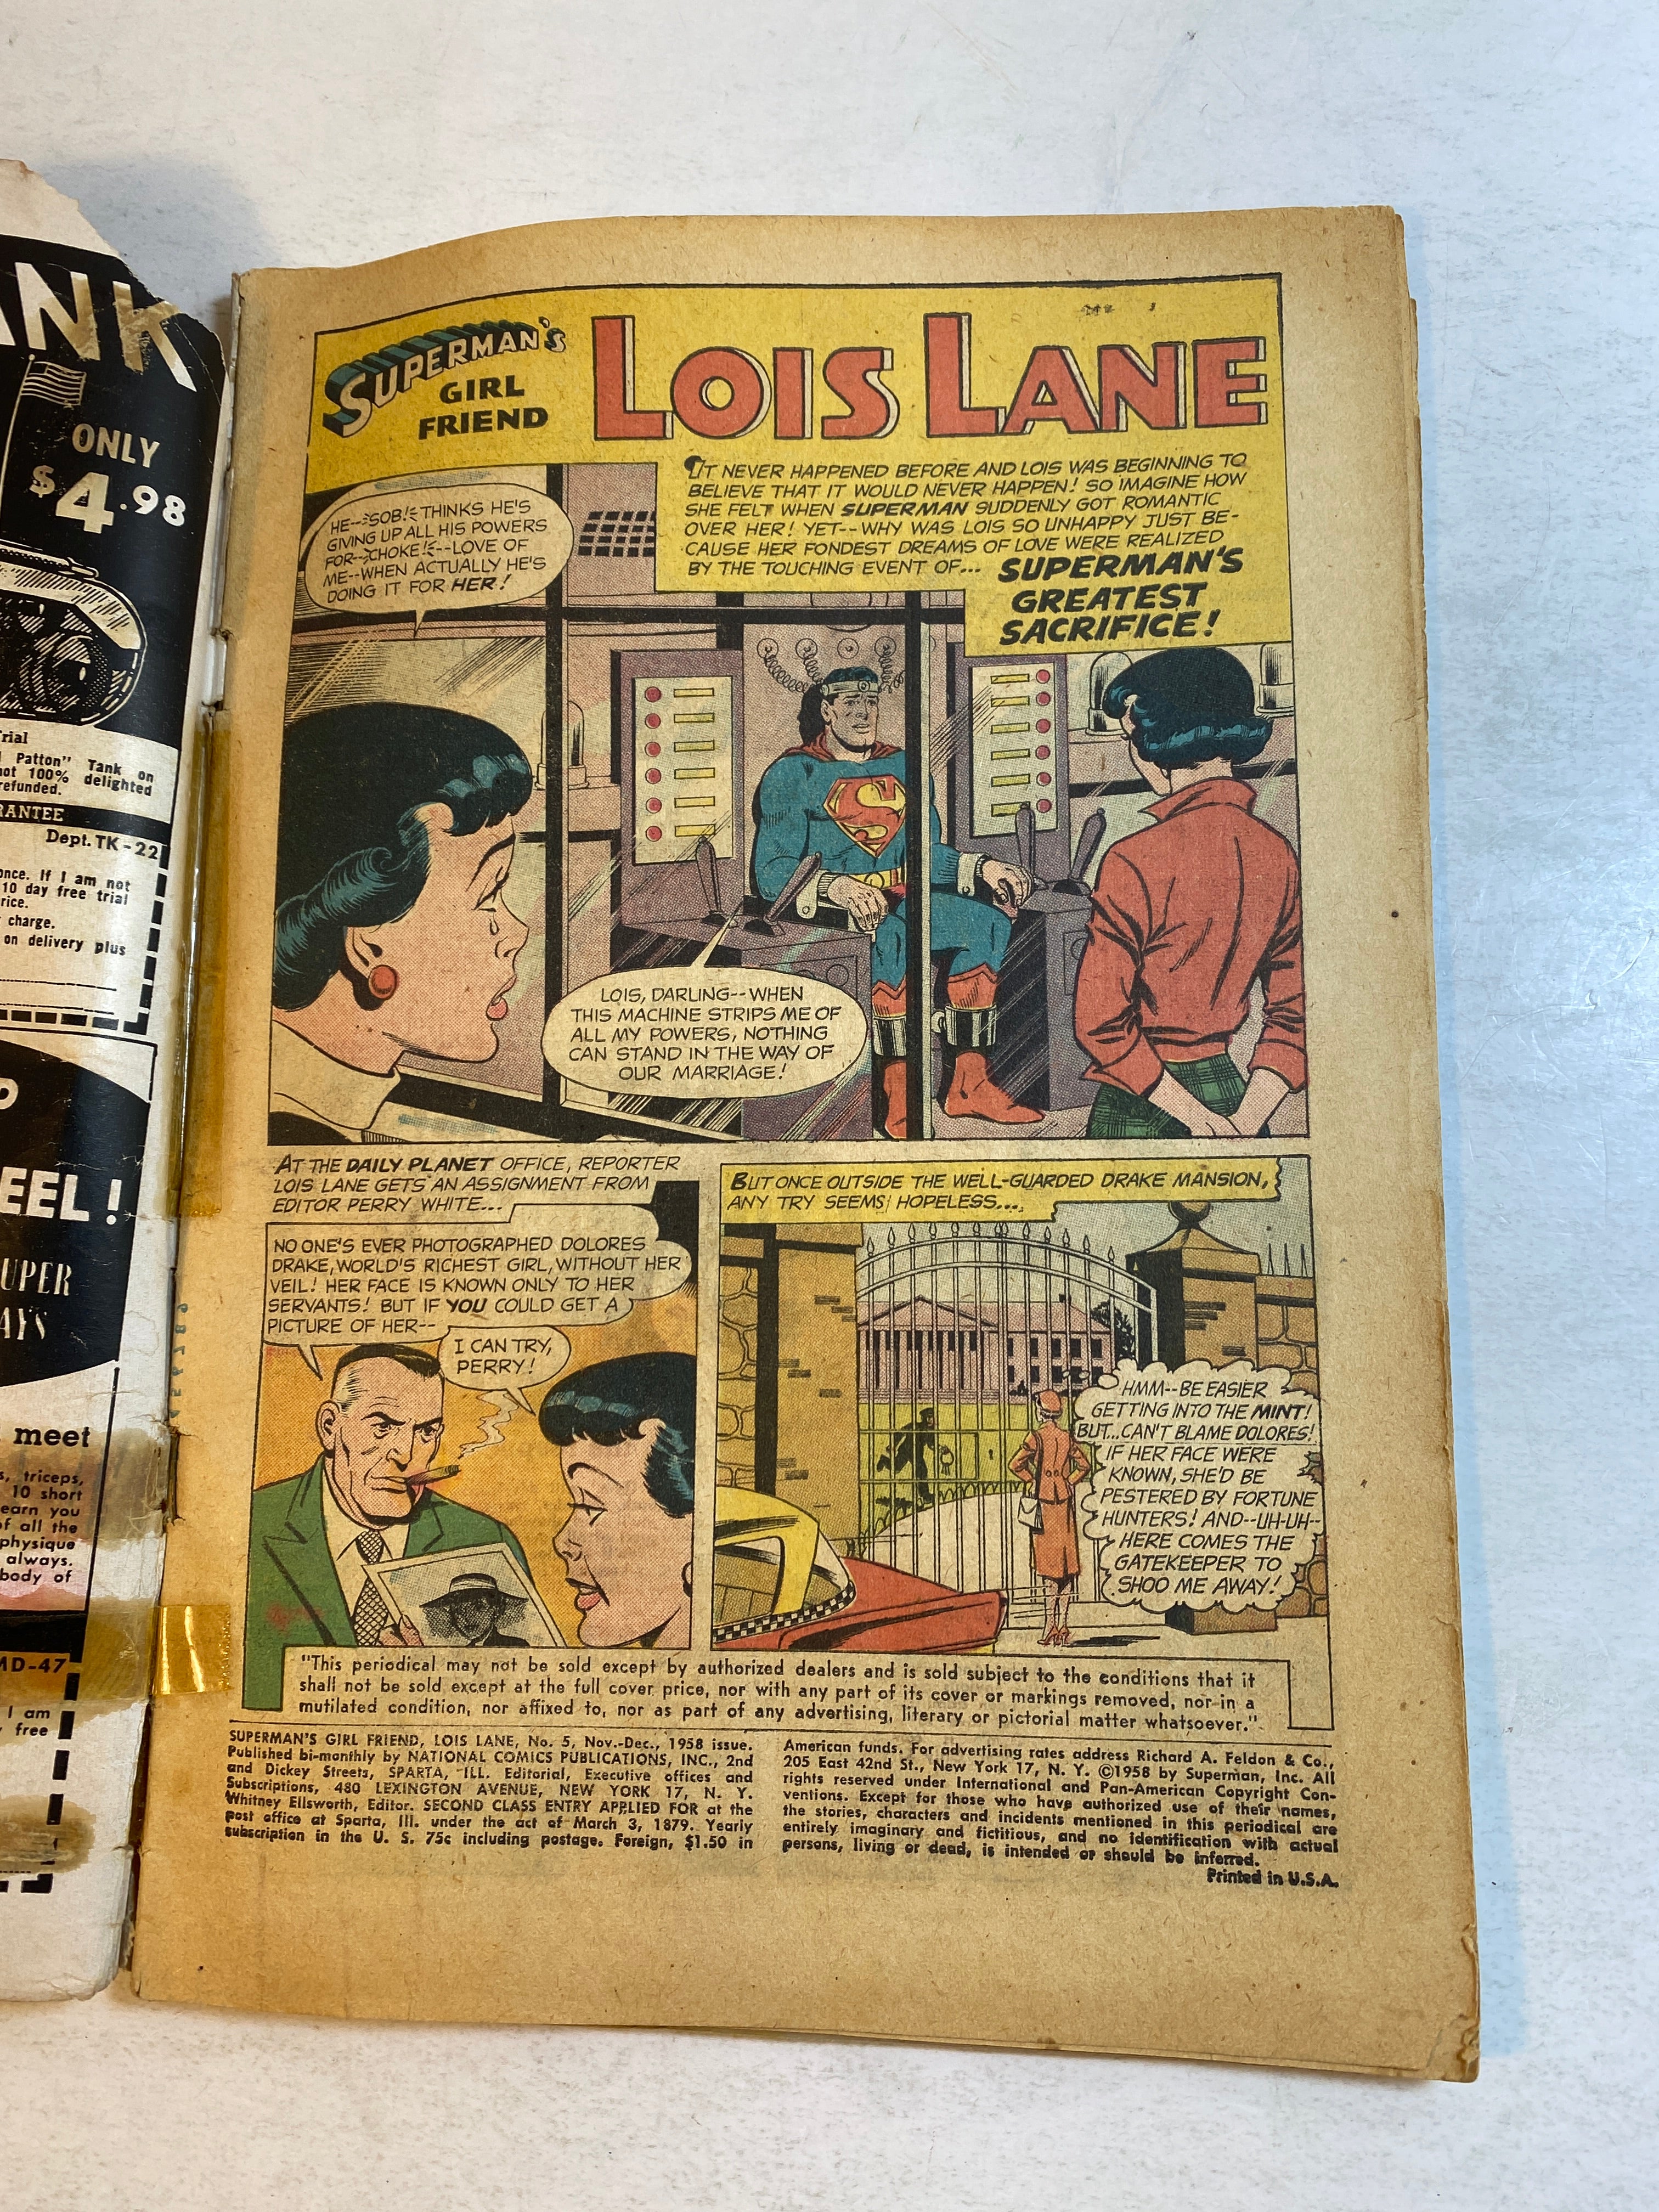 ANK
ONLY
$4.98
Trial
Patton" Tank on
not 100% delighted
refunded.
RANTEE
Dept. TK-22
once. If I am not
10 day free trial
rice.
charge.
on delivery plus
EEL!
UPER
AYS
meet
s, triceps,
10 short
earn you
of all the
physique
always.
body of
MD-47
I am
free
SUPERMAN'S
GIRL
FRIEND
LOIS LANE
IT NEVER HAPPENED BEFORE AND LOIS WAS BEGINNING TO
BELIEVE THAT IT WOULD NEVER HAPPEN! SO IMAGINE HOW
SHE FELT WHEN SUPERMAN SUDDENLY GOT ROMANTIC
OVER HER! YET--WHY WAS LOIS SO UNHAPPY JUST BE-
CAUSE HER FONDEST DREAMS OF LOVE WERE REALIZED
BY THE TOUCHING EVENT OF...
SUPERMAN'S
GREATEST
SACRIFICE!
HE--SOB!--THINKS HE'S
GIVING UP ALL HIS POWERS
FOR--CHOKE!--LOVE OF
ME--WHEN ACTUALLY HE'S
DOING IT FOR HER!
S
LOIS, DARLING--WHEN
THIS MACHINE STRIPS ME OF
ALL MY POWERS, NOTHING
CAN STAND IN THE WAY OF
OUR MARRIAGE!
AT THE DAILY PLANET OFFICE, REPORTER
LOIS LANE GETS AN ASSIGNMENT FROM
EDITOR PERRY WHITE...
NO ONE'S EVER PHOTOGRAPHED DOLORES
DRAKE, WORLD'S RICHEST GIRL, WITHOUT HER
VEIL! HER FACE IS KNOWN ONLY TO HER
SERVANTS! BUT IF YOU COULD GET A
PICTURE OF HER--
I CAN TRY,
PERRY!
BUT ONCE OUTSIDE THE WELL-GUARDED DRAKE MANSION,
ANY TRY SEEMS HOPELESS...
HMM--BE EASIER
GETTING INTO THE MINT!
BUT...CAN'T BLAME DOLORES!
IF HER FACE WERE
KNOWN, SHE'D BE
PESTERED BY FORTUNE
HUNTERS! AND--UH-UH--
HERE COMES THE
GATEKEEPER TO
SHOO ME AWAY!
"This periodical may not be sold except by authorized dealers and is sold subject to the conditions that it
shall not be sold except at the full cover price, nor with any part of its cover or markings removed, nor in a
mutilated condition, nor affixed to, nor as part of any advertising, literary or pictorial matter whatsoever."
SUPERMAN'S GIRL FRIEND, LOIS LANE, No. 5, Nov.-Dec., 1958 issue.
Published bi-monthly by NATIONAL COMICS PUBLICATIONS, INC., 2nd
and Dickey Streets, SPARTA, ILL. Editorial, Executive offices and
Subscriptions, 480 LEXINGTON AVENUE, NEW YORK 17, N. Y.
Whitney Ellsworth, Editor. SECOND CLASS ENTRY APPLIED FOR at the
post office at Sparta, Ill. under the act of March 3, 1879. Yearly
subscription in the U. S. 75c including postage. Foreign, $1.50 in
American funds. For advertising rates address Richard A. Feldon & Co.,
205 East 42nd St., New York 17, N. Y. ©1958 by Superman, Inc. All
rights reserved under International and Pan-American Copyright Con-
ventions. Except for those who have authorized use of their names,
the stories, characters and incidents mentioned in this periodical are
entirely imaginary and fictitious, and no identification with actual
persons, living or dead, is intended or should be inferred.
Printed in U.S.A.